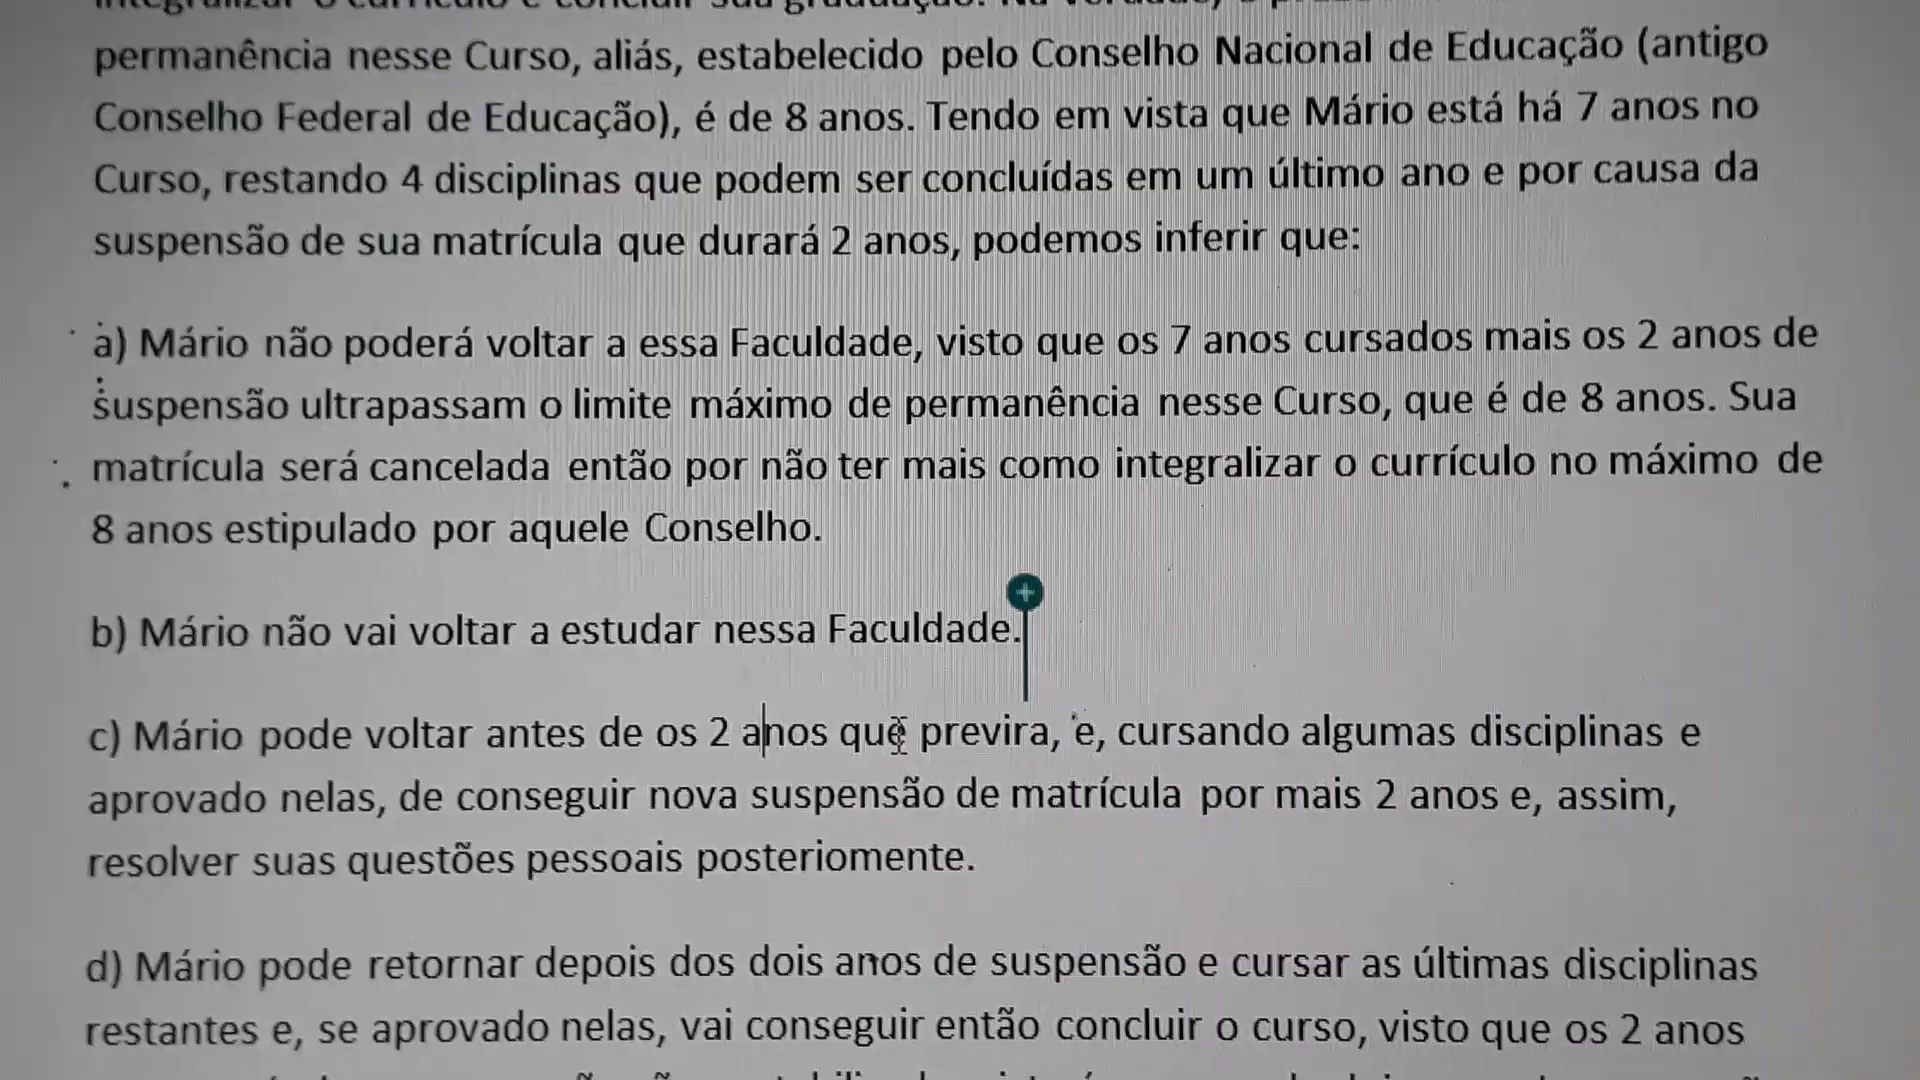 permanência nesse Curso, aliás, estabelecido pelo Conselho Nacional de Educação (antigo
Conselho Federal de Educação), é de 8 anos. Tendo em vista que Mário está há 7 anos no
Curso, restando 4 disciplinas que podem ser concluídas em um último ano e por causa da
suspensão de sua matrícula que durará 2 anos, podemos inferir que:
a) Mário não poderá voltar a essa Faculdade, visto que os 7 anos cursados mais os 2 anos de
suspensão ultrapassam o limite máximo de permanência nesse Curso, que é de 8 anos. Sua
matrícula será cancelada então por não ter mais como integralizar o currículo no máximo de
8 anos estipulado por aquele Conselho.
b) Mário não vai voltar a estudar nessa Faculdade.
c) Mário pode voltar antes de os 2 anos que previra, e, cursando algumas disciplinas e
aprovado nelas, de conseguir nova suspensão de matrícula por mais 2 anos e, assim,
resolver suas questões pessoais posteriomente.
d) Mário pode retornar depois dos dois anos de suspensão e cursar as últimas disciplinas
restantes e, se aprovado nelas, vai conseguir então concluir o curso, visto que os 2 anos